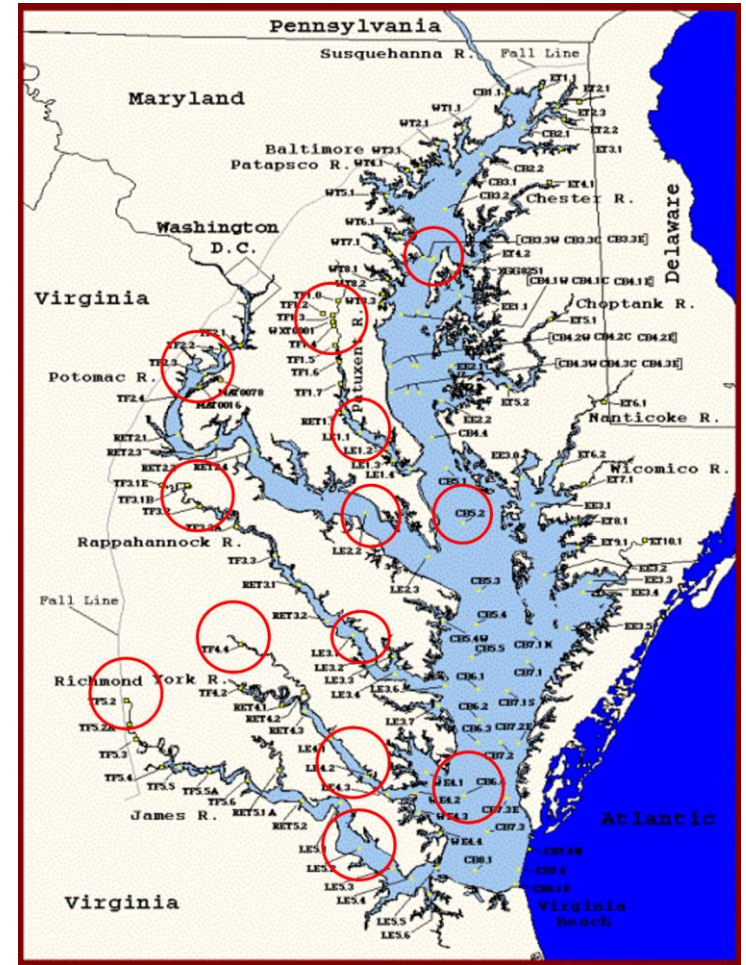 Pennsylvania
Susquehanna R.
Fall Line
Maryland
CB1.1
ET1.1
ET2.1
ET2.3
ET2.2
WT1.1
CB2.1
WT2.1
ET3.1
Baltimore
WT3.1
Patapsco R.
WT4.1
CB2.2
CB3.1
ET4.1
WT5.1
CB3.2
Chester R.
Delaware
WT6.1
Washington
D.C.
WT7.1
[CB3.3W CB3.3C CB3.3E]
ET4.2
XGG8251
WT8.1
[CB4.1W CB4.1C CB4.1E]
WT8.2
Virginia
TF1.0
WT8.3
TF1.2
EE1.1
Choptank R.
TF1.3
WXT0001
ET5.1
TF2.1
TF1.4
[CB4.2W CB4.2C CB4.2E]
TF2.2
TF1.5
TF2.3
[CB4.3W CB4.3C CB4.3E]
TF1.6
EE2.1
Potomac R.
Patuxent R.
MAT0078
TF1.7
ET5.2
TF2.4
MAT0016
ET6.1
RET1.1
EE2.2
Nanticoke R.
RET2.1
LE1.1
CB4.4
RET2.3
LE1.2
EE3.0
ET6.2
RET2.4
LE1.3
Wicomico R.
LE1.4
ET7.1
TF3.1E
CB5.1
TF3.1B
EE3.1
TF3.2
CB5.2
ET8.1
Rappahannock R.
LE2.2
ET9.1
ET10.1
TF3.3
LE2.3
EE3.2
EE3.3
RET3.1
CB5.3
EE3.4
Fall Line
RET3.2
CB5.4
EE3.5
LE3.1
CB5.4W
CB7.1N
TF4.4
LE3.2
CB5.5
LE3.3
CB7.1
Richmond
York R.
LE3.4
LE3.6
CB6.1
TF4.2
TF5.2
RET4.1
CB6.2
CB7.1S
RET4.2
LE3.7
TF5.2A
RET4.3
CB6.3
CB7.2E
TF5.3
LE4.1
CB7.2
TF5.4
LE4.2
TF5.5
WE4.1
TF5.5A
LE4.3
WE4.2
TF5.6
CB7.3E
James R.
RET5.1A
WE4.3
Atlantic
RET5.2
CB7.3
WE4.4
LE5.2
CB8.1
CB7.4
LE5.3
CB8.1E
LE5.4
Virginia
Virginia
Beach
LE5.5
LE5.6